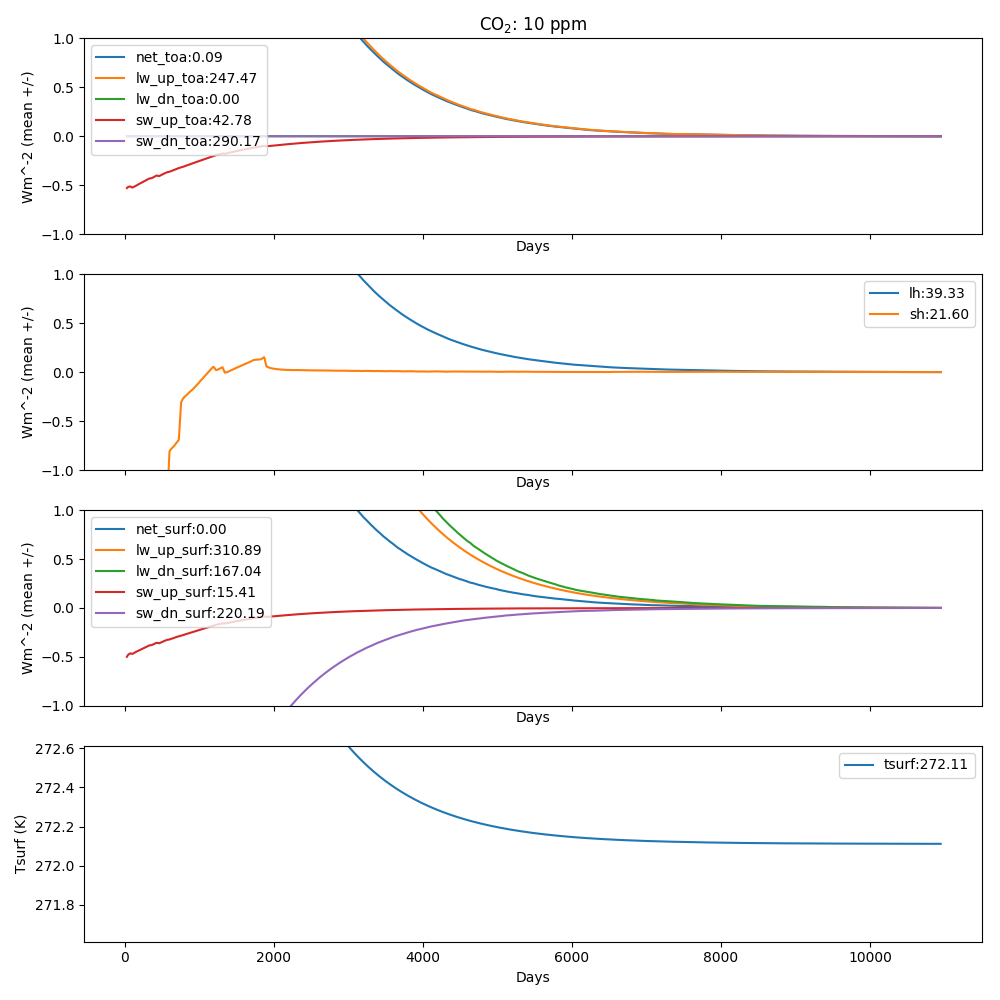 CO₂: 10 ppm
Wm^-2 (mean +/-)
1.0
0.5
0.0
−0.5
−1.0
net_toa:0.09
lw_up_toa:247.47
lw_dn_toa:0.00
sw_up_toa:42.78
sw_dn_toa:290.17
Days
Wm^-2 (mean +/-)
1.0
0.5
0.0
−0.5
−1.0
lh:39.33
sh:21.60
Days
Wm^-2 (mean +/-)
1.0
0.5
0.0
−0.5
−1.0
net_surf:0.00
lw_up_surf:310.89
lw_dn_surf:167.04
sw_up_surf:15.41
sw_dn_surf:220.19
Days
Tsurf (K)
272.6
272.4
272.2
272.0
271.8
tsurf:272.11
0 2000 4000 6000 8000 10000
Days